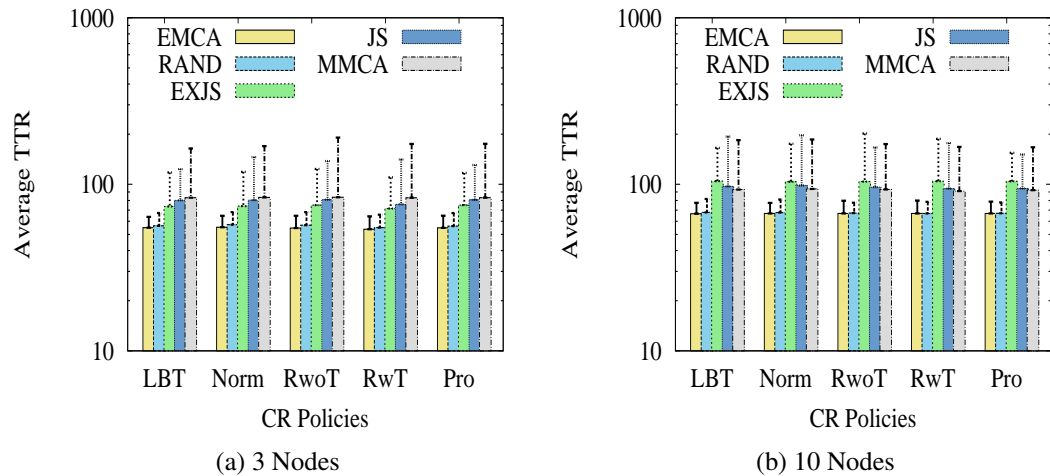 Average TTR
1000
100
10
EMCA
RAND
EXJS
JS
MMCA
LBT Norm RwoT RwT Pro
CR Policies
(a) 3 Nodes
Average TTR
1000
100
10
EMCA
RAND
EXJS
JS
MMCA
LBT Norm RwoT RwT Pro
CR Policies
(b) 10 Nodes